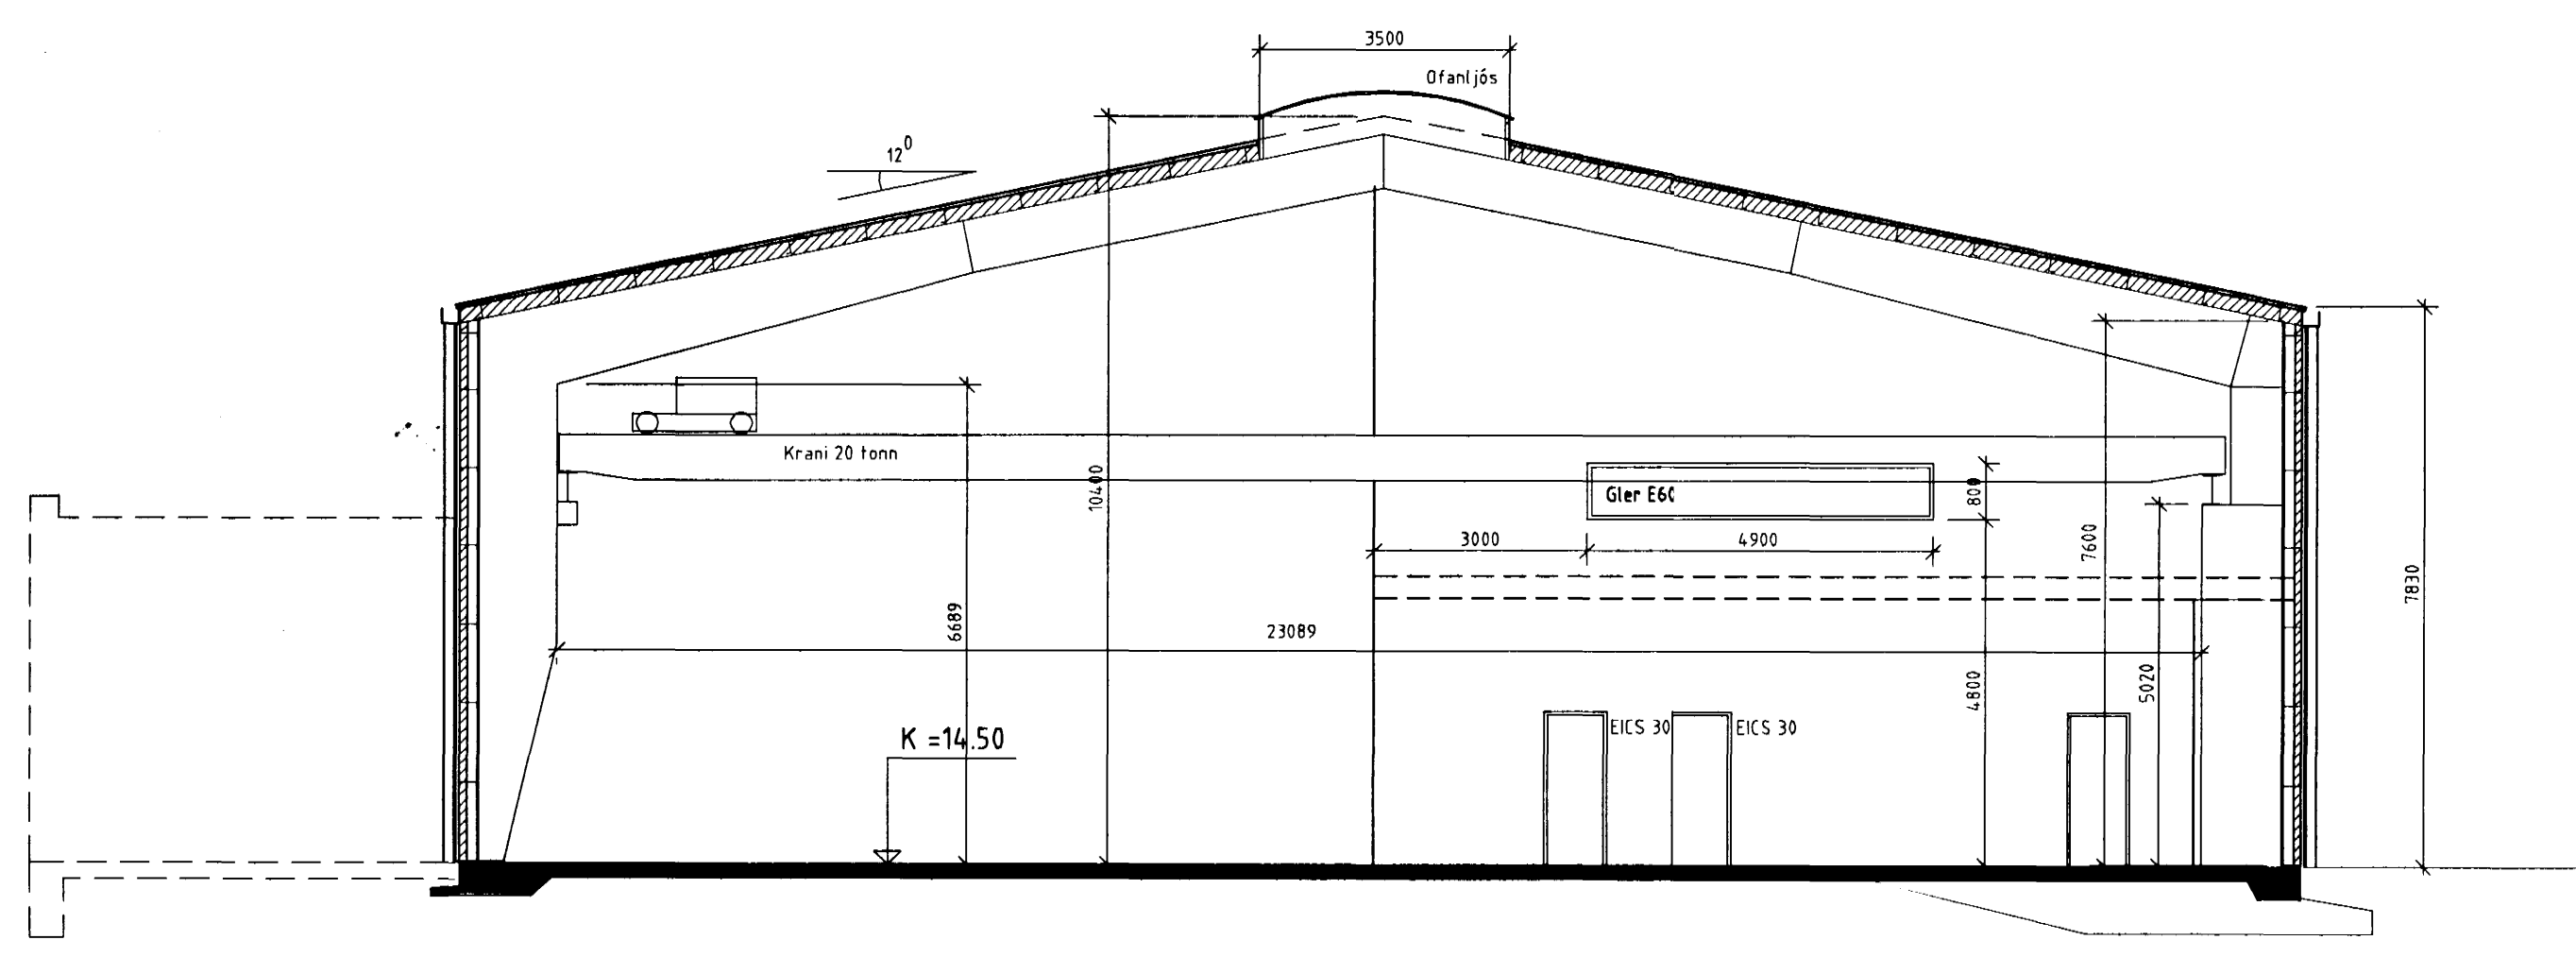 3500
Ofanljós
12⁰
Krani 20 tonn
10400
Gler E60
800
3000
4900
7600
7830
6689
23089
4800
5020
K =14.50
EICS 30
EICS 30